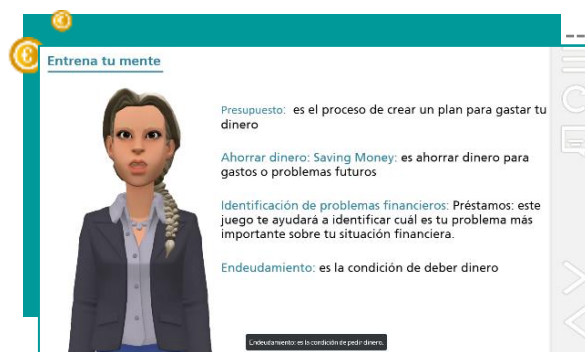 Entrena tu mente
Presupuesto: es el proceso de crear un plan para gastar tu
dinero
Ahorrar dinero: Saving Money: es ahorrar dinero para
gastos o problemas futuros
Identificación de problemas financieros: Préstamos: este
juego te ayudará a identificar cuál es tu problema más
importante sobre tu situación financiera.
Endeudamiento: es la condición de deber dinero
Endeudamiento: es la condición de pedir dinero.